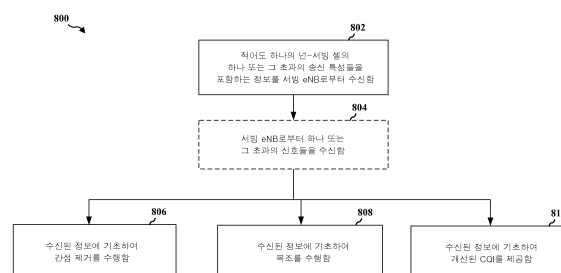 800
802
적어도 하나의 넌-서빙 셀의
하나 또는 그 초과의 송신 특성들을
포함하는 정보를 서빙 eNB로부터 수신함
804
서빙 eNB로부터 하나 또는
그 초과의 신호들을 수신함
806
수신된 정보에 기초하여
간섭 제거를 수행함
808
수신된 정보에 기초하여
복조를 수행함
81
수신된 정보에 기초하여
개선된 CQI를 제공함